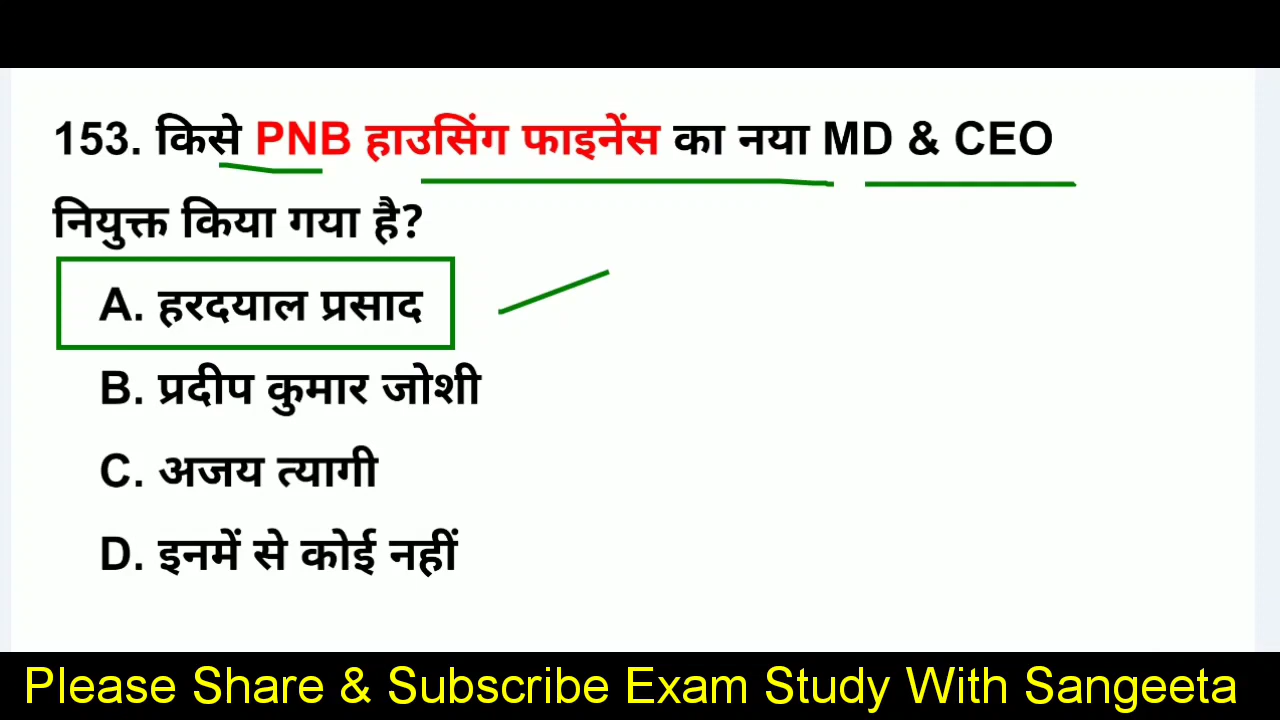 153. किसे PNB हाउसिंग फाइनेंस का नया MD & CEO
नियुक्त किया गया है?
A. हरदयाल प्रसाद
B. प्रदीप कुमार जोशी
C. अजय त्यागी
D. इनमें से कोई नहीं
Please Share & Subscribe Exam Study With Sangeeta